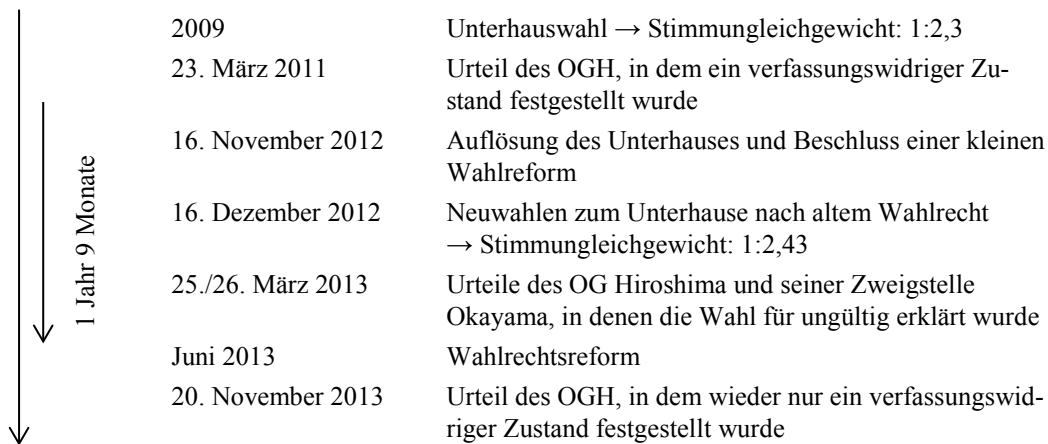 2009 Unterhauswahl → Stimmungleichgewicht: 1:2,3
23. März 2011 Urteil des OGH, in dem ein verfassungswidriger Zu-
stand festgestellt wurde
16. November 2012 Auflösung des Unterhauses und Beschluss einer kleinen
Wahlreform
16. Dezember 2012 Neuwahlen zum Unterhause nach altem Wahlrecht
→ Stimmungleichgewicht: 1:2,43
25./26. März 2013 Urteile des OG Hiroshima und seiner Zweigstelle
Okayama, in denen die Wahl für ungültig erklärt wurde
Juni 2013 Wahlrechtsreform
20. November 2013 Urteil des OGH, in dem wieder nur ein verfassungswid-
riger Zustand festgestellt wurde
1 Jahr 9 Monate